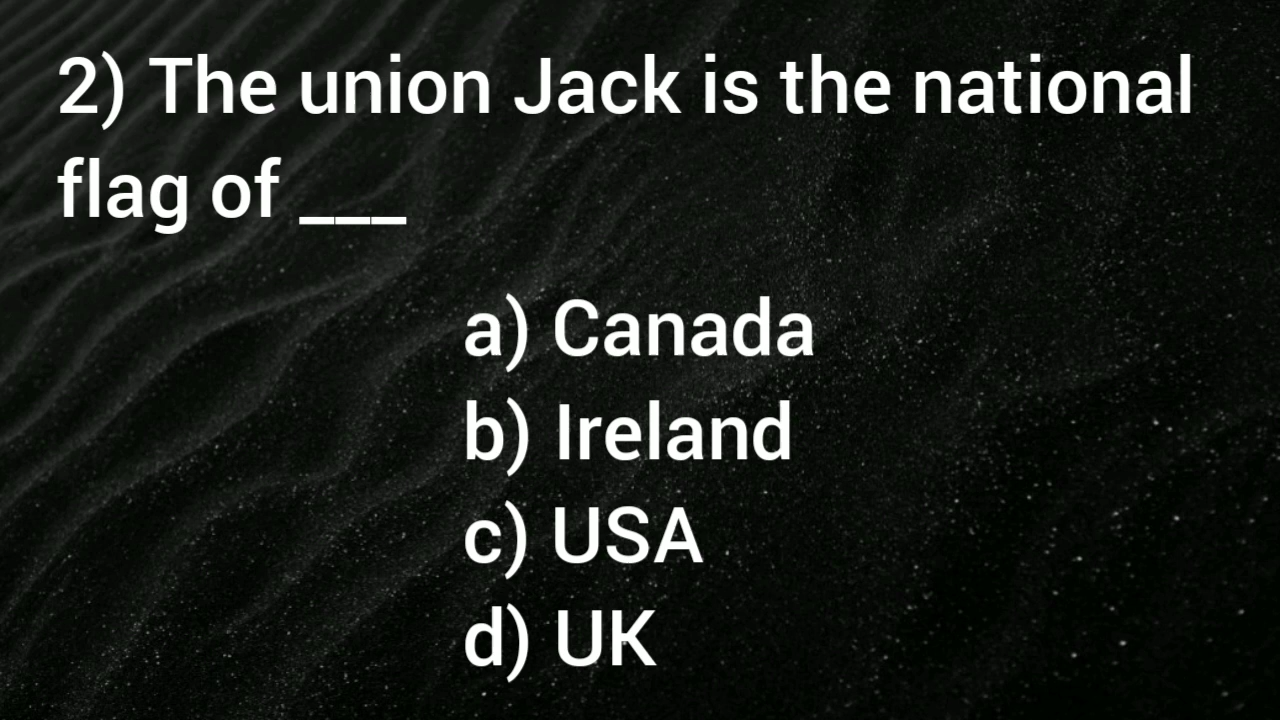 2) The union Jack is the national
flag of ___
a) Canada
b) Ireland
c) USA
d) UK